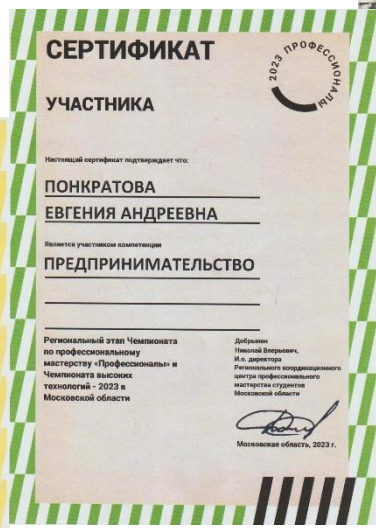 СЕРТИФИКАТ
2023 ПРОФЕССИОНАЛЫ
УЧАСТНИКА
Настоящий сертификат подтверждает что:
ПОНКРАТОВА
ЕВГЕНИЯ АНДРЕЕВНА
Является участником компетенции
ПРЕДПРИНИМАТЕЛЬСТВО
Региональный этап Чемпионата
по профессиональному
мастерству «Профессионалы» и
Чемпионата высоких
технологий - 2023 в
Московской области
Добрынин
Николай Валерьевич,
И.о. директора
Регионального координационного
центра профессионального
мастерства студентов
Московской области
Московская область, 2023 г.